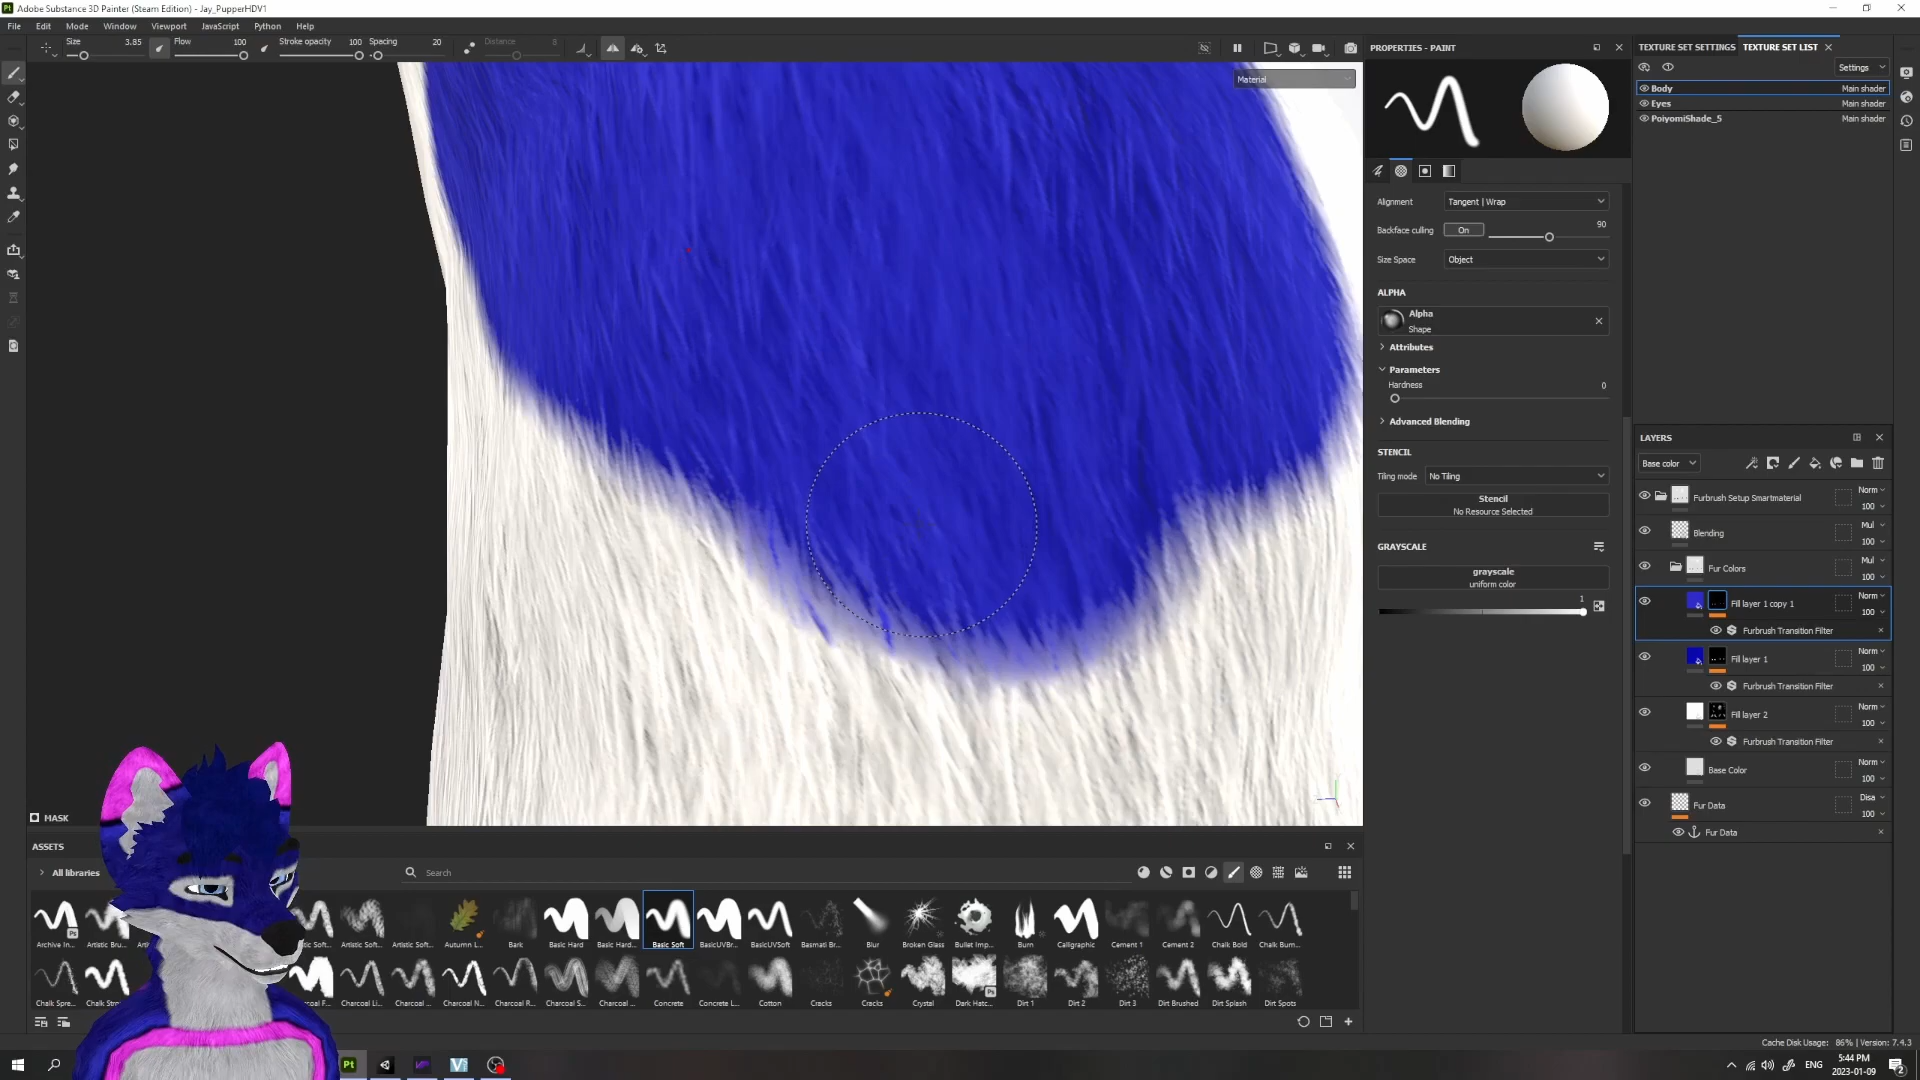 Adobe Substance 3D Painter (Steam Edition) - Jay_PupperHDV1
File Edit Mode Window Viewport JavaScript Python Help
Size 3.85 Flow 100 Stroke opacity 100 Spacing 20 Distance 8
Material
MASK
PROPERTIES - PAINT
Alignment Tangent | Wrap
Backface culling On 90
Size Space Object
ALPHA
Alpha
Shape
Attributes
Parameters
Hardness 0
Advanced Blending
STENCIL
Tiling mode No Tiling
Stencil
No Resource Selected
GRAYSCALE
grayscale
uniform color
1
TEXTURE SET SETTINGS TEXTURE SET LIST
Settings
Body Main shader
Eyes Main shader
PoiyomiShade_5 Main shader
LAYERS
Base color
Furbrush Setup Smartmaterial Norm 100
Blending Mul 100
Fur Colors Mul 100
Fill layer 1 copy 1 Norm 100
Furbrush Transition Filter
Fill layer 1 Norm 100
Furbrush Transition Filter
Fill layer 2 Norm 100
Furbrush Transition Filter
Base Color Norm 100
Fur Data Disa 100
Fur Data
ASSETS
All libraries Search
Archive In... Artistic Bru... Artistic Soft... Artistic Soft... Autumn L... Bark Basic Hard Basic Hard... Basic Soft BasicUVBr... BasicUVSoft Basmati Br... Blur Broken Glass Bullet Imp... Burn Calligraphic Cement 1 Cement 2 Chalk Bold Chalk Bum...
Chalk Spre... Charcoal Li... Charcoal ... Charcoal N... Charcoal R... Charcoal S... Charcoal ... Concrete Concrete L... Cotton Cracks Cracks Crystal Dark Hatc... Dirt 1 Dirt 2 Dirt 3 Dirt Brushed Dirt Splash Dirt Spots
Cache Disk Usage: 86% | Version: 7.4.3
ENG 5:44 PM
2023-01-09